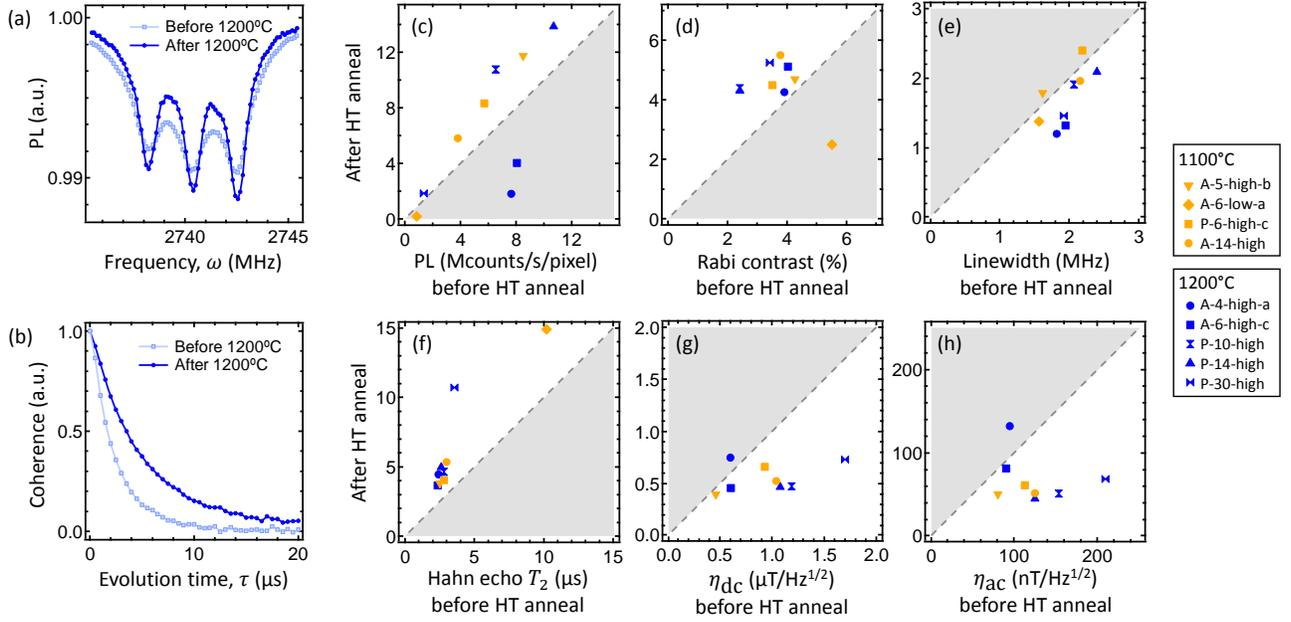 (a)
1.00
0.99
PL (a.u.)
Before 1200ºC
After 1200ºC
2740
2745
Frequency, ω (MHz)
(b)
1.0
0.5
0.0
Coherence (a.u.)
Before 1200ºC
After 1200ºC
0
10
20
Evolution time, τ (µs)
(c)
12
8
4
0
After HT anneal
0
4
8
12
PL (Mcounts/s/pixel)
before HT anneal
(d)
6
4
2
0
0
2
4
6
Rabi contrast (%)
before HT anneal
(e)
3
2
1
0
0
1
2
3
Linewidth (MHz)
before HT anneal
(f)
15
10
5
0
After HT anneal
0
5
10
15
Hahn echo T2 (µs)
before HT anneal
(g)
2.0
1.5
1.0
0.5
0.0
0.0
0.5
1.0
1.5
2.0
ηdc (µT/Hz1/2)
before HT anneal
(h)
200
100
0
0
100
200
ηac (nT/Hz1/2)
before HT anneal
1100°C
A-5-high-b
A-6-low-a
P-6-high-c
A-14-high
1200°C
A-4-high-a
A-6-high-c
P-10-high
P-14-high
P-30-high